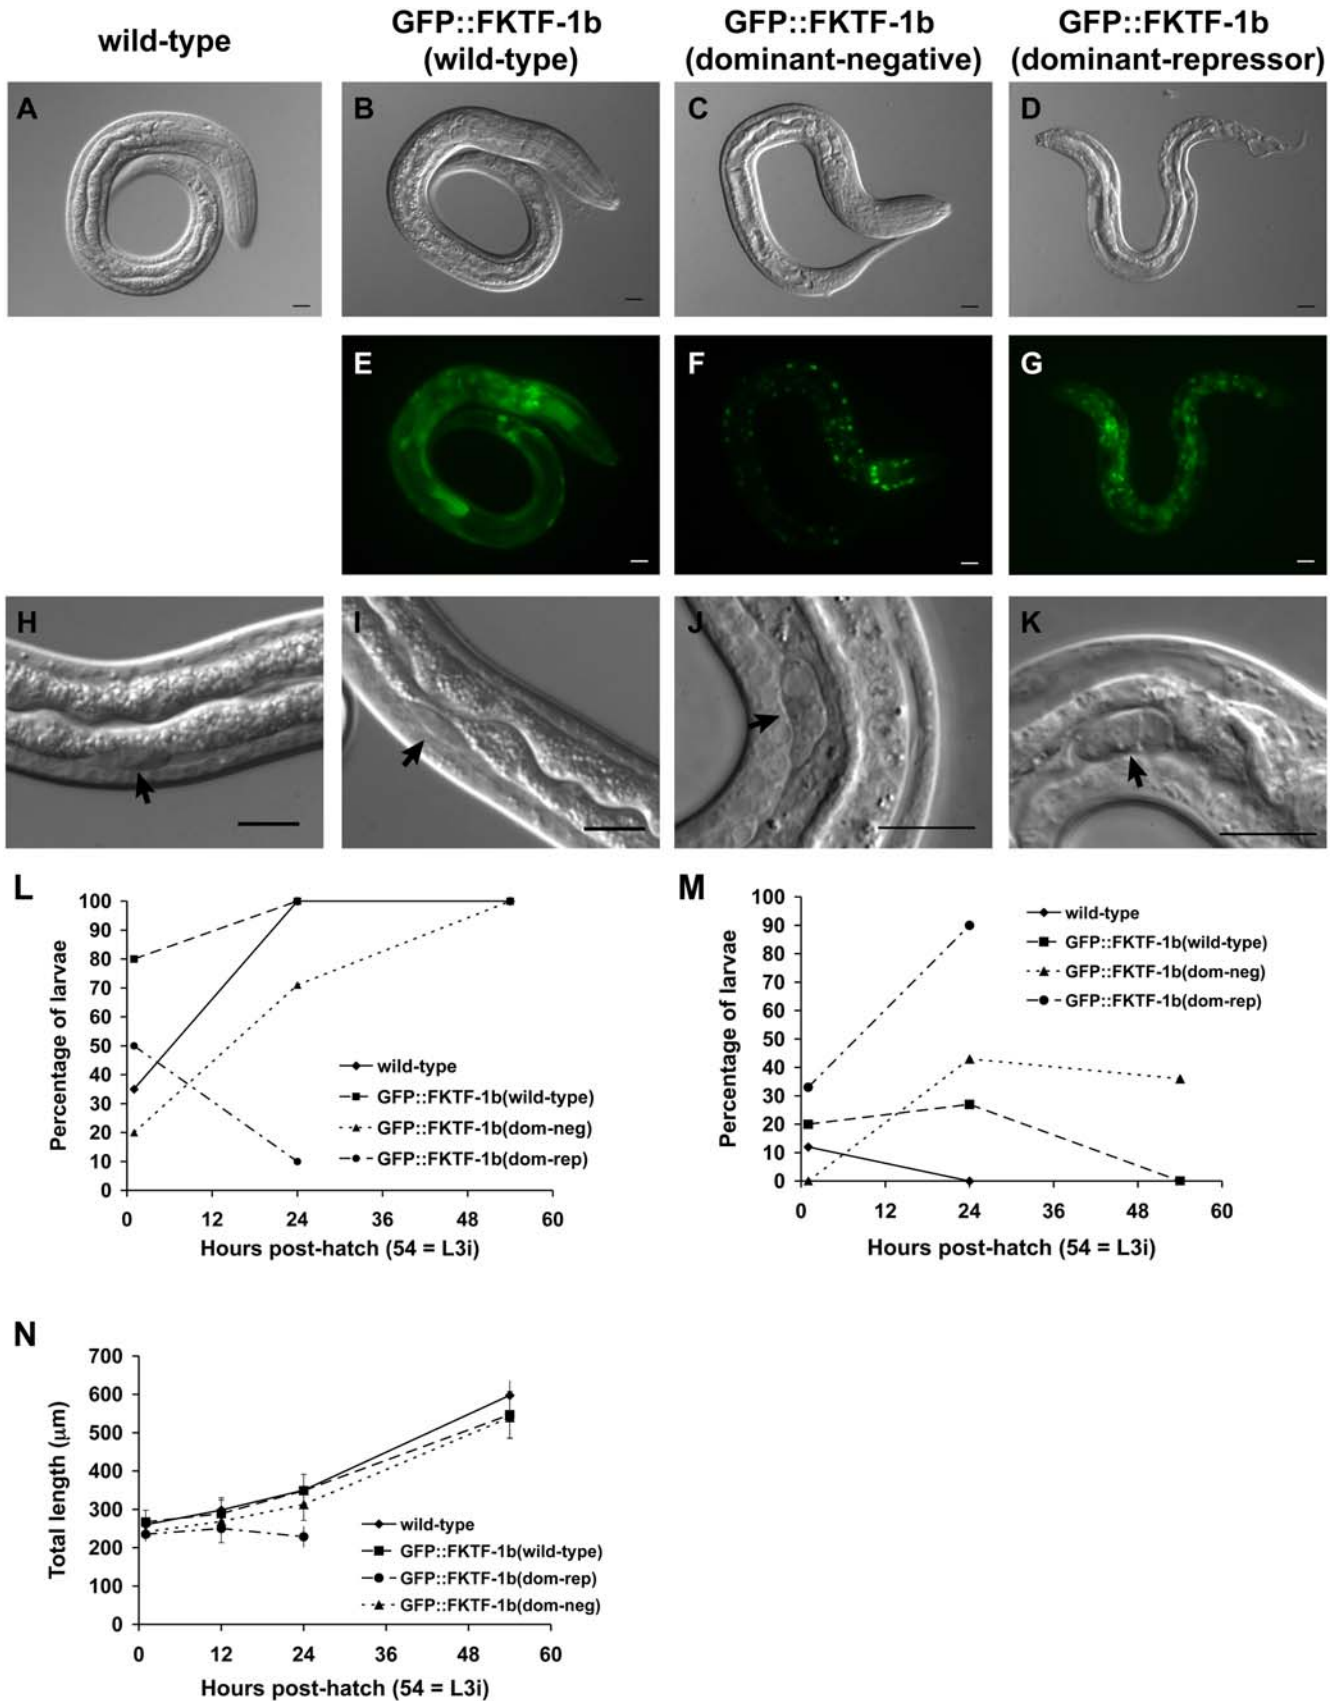 wild-type
GFP::FKTF-1b
(wild-type)
GFP::FKTF-1b
(dominant-negative)
GFP::FKTF-1b
(dominant-repressor)
A
B
C
D
E
F
G
H
I
J
K
L
100
90
80
70
60
50
40
30
20
10
0
Percentage of larvae
wild-type
GFP::FKTF-1b(wild-type)
GFP::FKTF-1b(dom-neg)
GFP::FKTF-1b(dom-rep)
0 12 24 36 48 60
Hours post-hatch (54 = L3i)
M
100
90
80
70
60
50
40
30
20
10
0
Percentage of larvae
wild-type
GFP::FKTF-1b(wild-type)
GFP::FKTF-1b(dom-neg)
GFP::FKTF-1b(dom-rep)
0 12 24 36 48 60
Hours post-hatch (54 = L3i)
N
700
600
500
400
300
200
100
0
Total length (μm)
wild-type
GFP::FKTF-1b(wild-type)
GFP::FKTF-1b(dom-rep)
GFP::FKTF-1b(dom-neg)
0 12 24 36 48 60
Hours post-hatch (54 = L3i)